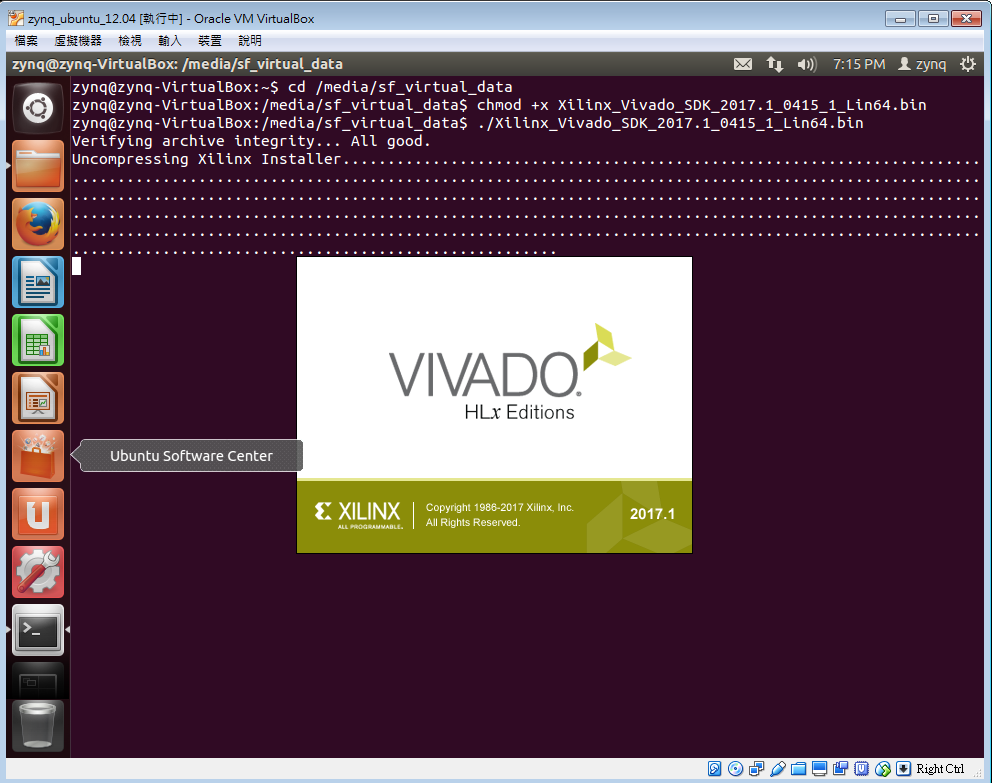 zynq_ubuntu_12.04 [執行中] - Oracle VM VirtualBox
檔案 虛擬機器 檢視 輸入 裝置 說明
zynq@zynq-VirtualBox: /media/sf_virtual_data 7:15 PM zynq
zynq@zynq-VirtualBox:~$ cd /media/sf_virtual_data
zynq@zynq-VirtualBox:/media/sf_virtual_data$ chmod +x Xilinx_Vivado_SDK_2017.1_0415_1_Lin64.bin
zynq@zynq-VirtualBox:/media/sf_virtual_data$ ./Xilinx_Vivado_SDK_2017.1_0415_1_Lin64.bin
Verifying archive integrity... All good.
Uncompressing Xilinx Installer.......................................................................
.....................................................................................................
.....................................................................................................
.....................................................................................................
.....................................................................................................
......................................................
VIVADO.
HLx Editions
Ubuntu Software Center
XILINX
ALL PROGRAMMABLE.
Copyright 1986-2017 Xilinx, Inc.
All Rights Reserved.
2017.1
Right Ctrl